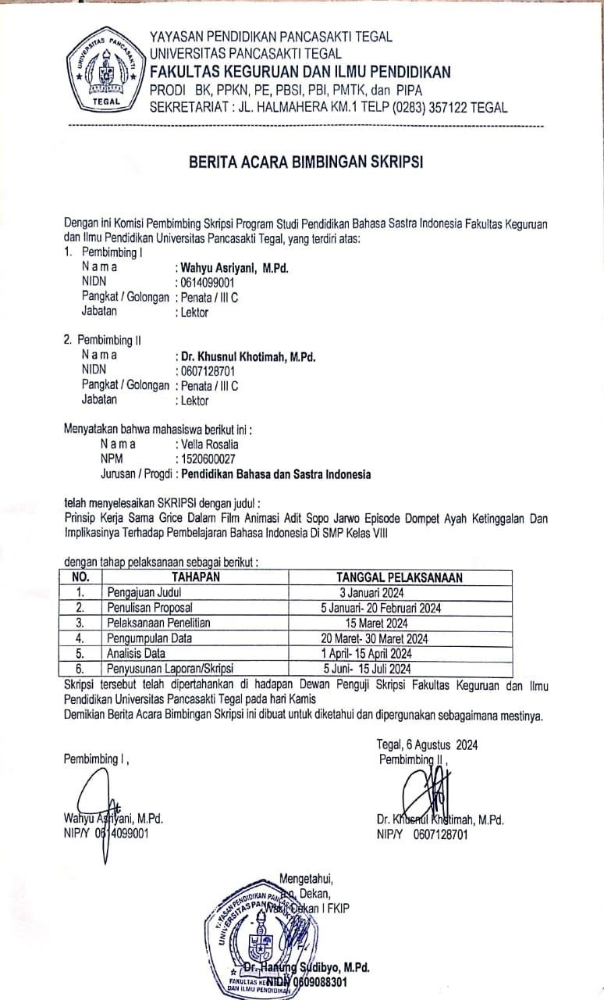 UNIVERSITAS PANCASAKTI
TEGAL
YAYASAN PENDIDIKAN PANCASAKTI TEGAL
UNIVERSITAS PANCASAKTI TEGAL
FAKULTAS KEGURUAN DAN ILMU PENDIDIKAN
PRODI BK, PPKN, PE, PBSI, PBI, PMTK, dan PIPA
SEKRETARIAT : JL. HALMAHERA KM.1 TELP (0283) 357122 TEGAL
BERITA ACARA BIMBINGAN SKRIPSI
Dengan ini Komisi Pembimbing Skripsi Program Studi Pendidikan Bahasa Sastra Indonesia Fakultas Keguruan
dan Ilmu Pendidikan Universitas Pancasakti Tegal, yang terdiri atas:
1. Pembimbing I
N a m a : Wahyu Asriyani, M.Pd.
NIDN : 0614099001
Pangkat / Golongan : Penata / III C
Jabatan : Lektor
2. Pembimbing II
N a m a : Dr. Khusnul Khotimah, M.Pd.
NIDN : 0607128701
Pangkat / Golongan : Penata / III C
Jabatan : Lektor
Menyatakan bahwa mahasiswa berikut ini :
N a m a : Vella Rosalia
NPM : 1520600027
Jurusan / Progdi : Pendidikan Bahasa dan Sastra Indonesia
telah menyelesaikan SKRIPSI dengan judul :
Prinsip Kerja Sama Grice Dalam Film Animasi Adit Sopo Jarwo Episode Dompet Ayah Ketinggalan Dan
Implikasinya Terhadap Pembelajaran Bahasa Indonesia Di SMP Kelas VIII
dengan tahap pelaksanaan sebagai berikut :
NO. TAHAPAN TANGGAL PELAKSANAAN
1. Pengajuan Judul 3 Januari 2024
2. Penulisan Proposal 5 Januari- 20 Februari 2024
3. Pelaksanaan Penelitian 15 Maret 2024
4. Pengumpulan Data 20 Maret- 30 Maret 2024
5. Analisis Data 1 April- 15 April 2024
6. Penyusunan Laporan/Skripsi 5 Juni- 15 Juli 2024
Skripsi tersebut telah dipertahankan di hadapan Dewan Penguji Skripsi Fakultas Keguruan dan Ilmu
Pendidikan Universitas Pancasakti Tegal pada hari Kamis
Demikian Berita Acara Bimbingan Skripsi ini dibuat untuk diketahui dan dipergunakan sebagaimana mestinya.
Tegal, 6 Agustus 2024
Pembimbing I , Pembimbing II ,
Wahyu Asriyani, M.Pd. Dr. Khusnul Khotimah, M.Pd.
NIP/Y 0614099001 NIP/Y 0607128701
Mengetahui,
a.n. Dekan,
Wakil Dekan I FKIP
YAYASAN PENDIDIKAN
UNIVERSITAS PANCASAKTI
Dr. Hanung Sudibyo, M.Pd.
NIDN 0609088301
FAKULTAS
DAN ILMU PENDIDIKAN